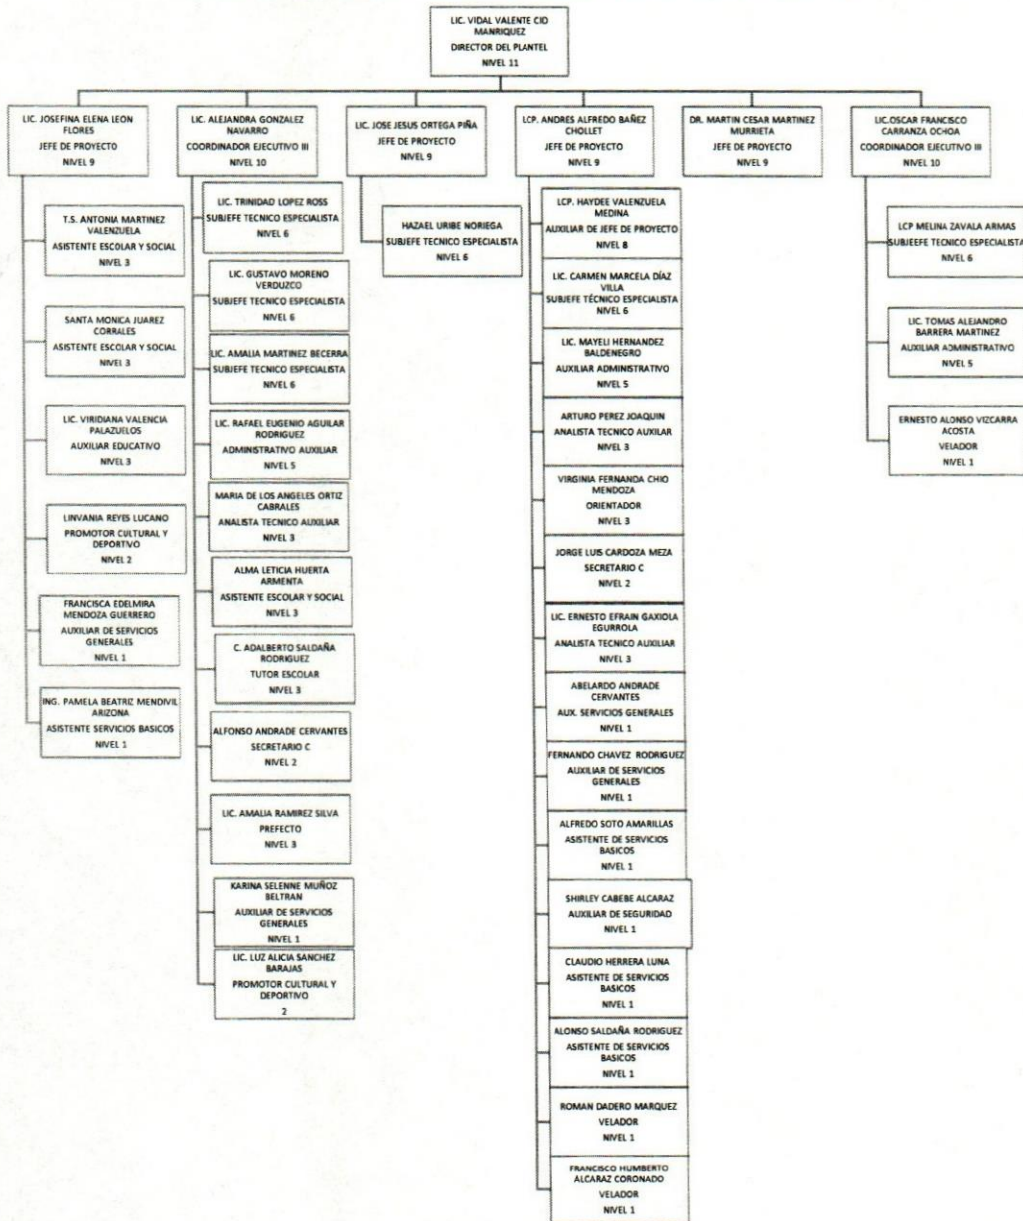 LIC. VIDAL VALENTE CID
MANRIQUEZ
DIRECTOR DEL PLANTEL
NIVEL 11
LIC. JOSEFINA ELENA LEON
FLORES
JEFE DE PROYECTO
NIVEL 9
T.S. ANTONIA MARTINEZ
VALENZUELA
ASISTENTE ESCOLAR Y SOCIAL
NIVEL 3
SANTA MONICA JUAREZ
CORRALES
ASISTENTE ESCOLAR Y SOCIAL
NIVEL 3
LIC. VIRIDIANA VALENCIA
PALAZUELOS
AUXILIAR EDUCATIVO
NIVEL 3
LINVANIA REYES LUCANO
PROMOTOR CULTURAL Y
DEPORTIVO
NIVEL 2
FRANCISCA EDELMIRA
MENDOZA GUERRERO
AUXILIAR DE SERVICIOS
GENERALES
NIVEL 1
ING. PAMELA BEATRIZ MENDIVIL
ARIZONA
ASISTENTE SERVICIOS BASICOS
NIVEL 1
LIC. ALEJANDRA GONZALEZ
NAVARRO
COORDINADOR EJECUTIVO III
NIVEL 10
LIC. TRINIDAD LOPEZ ROSS
SUBJEFE TECNICO ESPECIALISTA
NIVEL 6
LIC. GUSTAVO MORENO
VERDUZCO
SUBJEFE TECNICO ESPECIALISTA
NIVEL 6
LIC. AMALIA MARTINEZ BECERRA
SUBJEFE TECNICO ESPECIALISTA
NIVEL 6
LIC. RAFAEL EUGENIO AGUILAR
RODRIGUEZ
ADMINISTRATIVO AUXILIAR
NIVEL 5
MARIA DE LOS ANGELES ORTIZ
CABRALES
ANALISTA TECNICO AUXILIAR
NIVEL 3
ALMA LETICIA HUERTA
ARMENTA
ASISTENTE ESCOLAR Y SOCIAL
NIVEL 3
C. ADALBERTO SALDAÑA
RODRIGUEZ
TUTOR ESCOLAR
NIVEL 3
ALFONSO ANDRADE CERVANTES
SECRETARIO C
NIVEL 2
LIC. AMALIA RAMIREZ SILVA
PREFECTO
NIVEL 3
KARINA SELENNE MUÑOZ
BELTRAN
AUXILIAR DE SERVICIOS
GENERALES
NIVEL 1
LIC. LUZ ALICIA SANCHEZ
BARAJAS
PROMOTOR CULTURAL Y
DEPORTIVO
2
LIC. JOSE JESUS ORTEGA PIÑA
JEFE DE PROYECTO
NIVEL 9
HAZAEL URIBE NORIEGA
SUBJEFE TECNICO ESPECIALISTA
NIVEL 6
LCP. ANDRES ALFREDO BAÑEZ
CHOLLET
JEFE DE PROYECTO
NIVEL 9
LCP. HAYDEE VALENZUELA
MEDINA
AUXILIAR DE JEFE DE PROYECTO
NIVEL 8
LIC. CARMEN MARCELA DÍAZ
VILLA
SUBJEFE TÉCNICO ESPECIALISTA
NIVEL 6
LIC. MAYELI HERNANDEZ
BALDENEGRO
AUXILIAR ADMINISTRATIVO
NIVEL 5
ARTURO PEREZ JOAQUIN
ANALISTA TECNICO AUXILAR
NIVEL 3
VIRGINIA FERNANDA CHIO
MENDOZA
ORIENTADOR
NIVEL 3
JORGE LUIS CARDOZA MEZA
SECRETARIO C
NIVEL 2
LIC. ERNESTO EFRAIN GAXIOLA
EGURROLA
ANALISTA TECNICO AUXILIAR
NIVEL 3
ABELARDO ANDRADE
CERVANTES
AUX. SERVICIOS GENERALES
NIVEL 1
FERNANDO CHAVEZ RODRIGUEZ
AUXILIAR DE SERVICIOS
GENERALES
NIVEL 1
ALFREDO SOTO AMARILLAS
ASISTENTE DE SERVICIOS
BASICOS
NIVEL 1
SHIRLEY CABEBE ALCARAZ
AUXILIAR DE SEGURIDAD
NIVEL 1
CLAUDIO HERRERA LUNA
ASISTENTE DE SERVICIOS
BASICOS
NIVEL 1
ALONSO SALDAÑA RODRIGUEZ
ASISTENTE DE SERVICIOS
BASICOS
NIVEL 1
ROMAN DADERO MARQUEZ
VELADOR
NIVEL 1
FRANCISCO HUMBERTO
ALCARAZ CORONADO
VELADOR
NIVEL 1
DR. MARTIN CESAR MARTINEZ
MURRIETA
JEFE DE PROYECTO
NIVEL 9
LIC.OSCAR FRANCISCO
CARRANZA OCHOA
COORDINADOR EJECUTIVO III
NIVEL 10
LCP MELINA ZAVALA ARMAS
SUBJEEFE TECNICO ESPECIALISTA
NIVEL 6
LIC. TOMAS ALEJANDRO
BARRERA MARTINEZ
AUXILIAR ADMINISTRATIVO
NIVEL 5
ERNESTO ALONSO VIZCARRA
ACOSTA
VELADOR
NIVEL 1